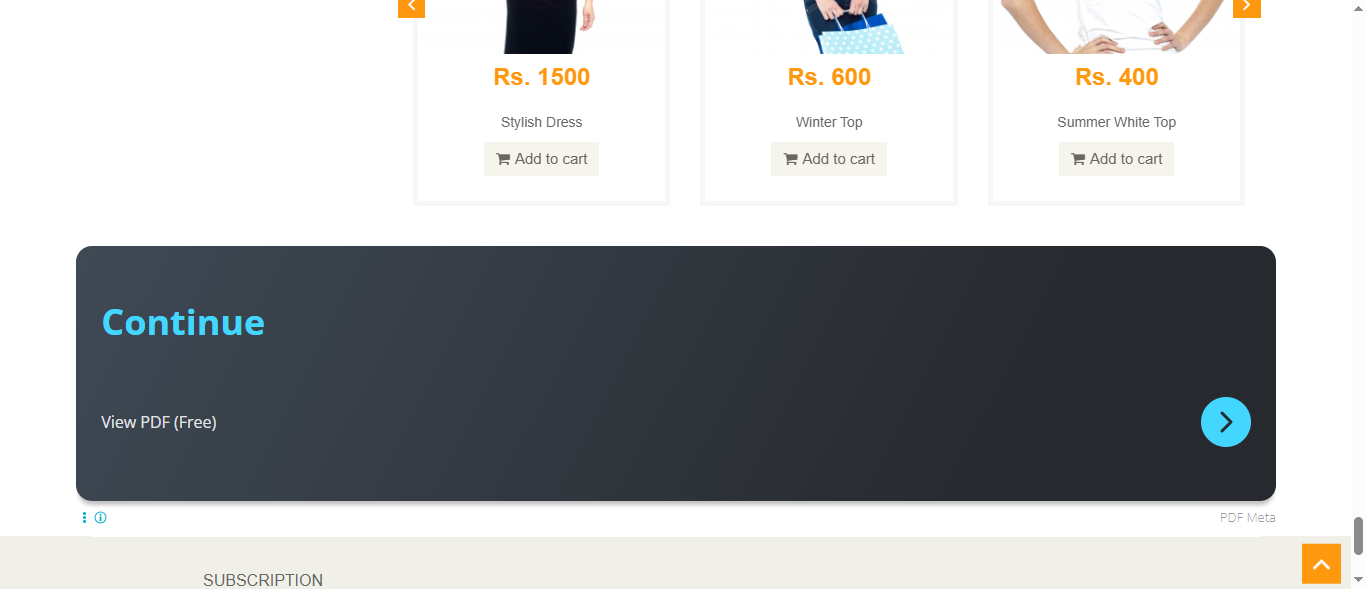 Rs. 1500
Rs. 600
Rs. 400
Stylish Dress
Winter Top
Summer White Top
Add to cart
Add to cart
Add to cart
Continue
View PDF (Free)
PDF Meta
SUBSCRIPTION